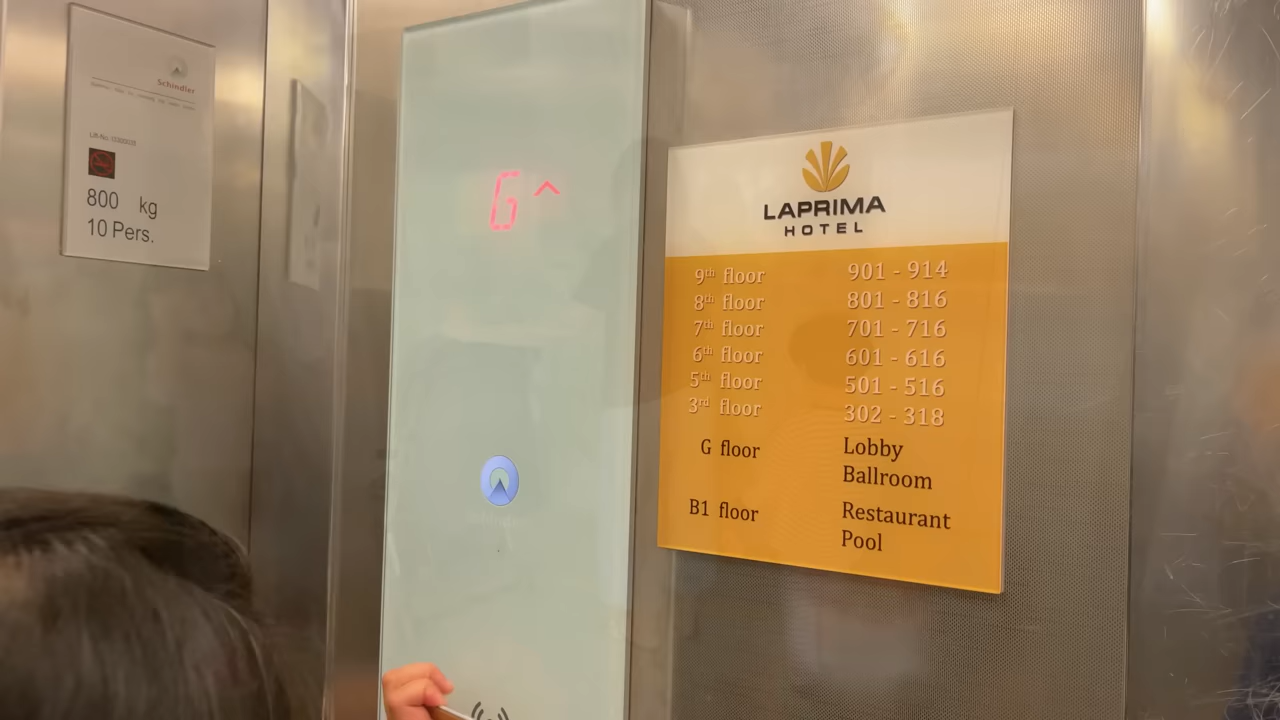 Schindler
800 kg
10 Pers.
G ^
LAPRIMA
HOTEL
9th floor 901 - 914
8th floor 801 - 816
7th floor 701 - 716
6th floor 601 - 616
5th floor 501 - 516
3rd floor 302 - 318
G floor Lobby
Ballroom
B1 floor Restaurant
Pool